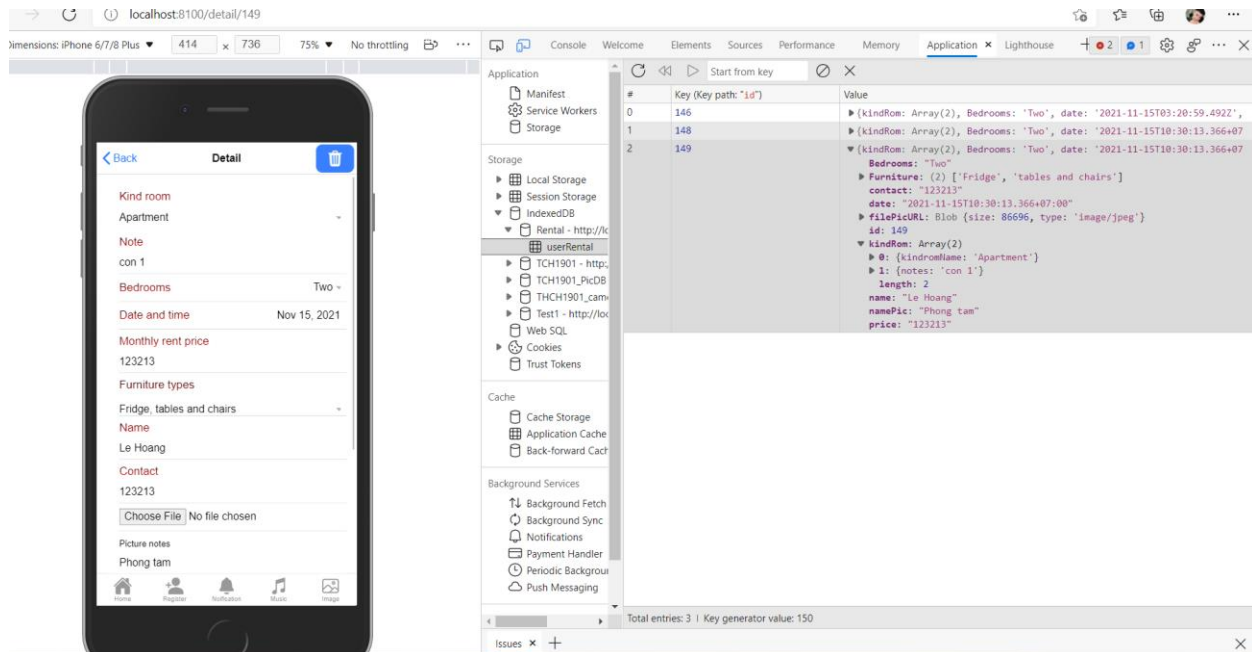 localhost:8100/detail/149
Dimensions: iPhone 6/7/8 Plus ▼ 414 x 736 75% ▼ No throttling
Console Welcome Elements Sources Performance Memory Application × Lighthouse + 2 1
Back Detail
Kind room
Apartment
Note
con 1
Bedrooms Two
Date and time Nov 15, 2021
Monthly rent price
123213
Furniture types
Fridge, tables and chairs
Name
Le Hoang
Contact
123213
Choose File No file chosen
Picture notes
Phong tam
Home Register Notification Music Image
Application
Manifest
Service Workers
Storage
Storage
Local Storage
Session Storage
IndexedDB
Rental - http://lc
userRental
TCH1901 - http:
TCH1901_PicDB
THCH1901_cam
Test1 - http://loc
Web SQL
Cookies
Trust Tokens
Cache
Cache Storage
Application Cache
Back-forward Cach
Background Services
Background Fetch
Background Sync
Notifications
Payment Handler
Periodic Backgrou
Push Messaging
Start from key
# Key (Key path: "id") Value
0 146 ▶{kindRom: Array(2), Bedrooms: 'Two', date: '2021-11-15T03:20:59.492Z',
1 148 ▶{kindRom: Array(2), Bedrooms: 'Two', date: '2021-11-15T10:30:13.366+07
2 149 ▼{kindRom: Array(2), Bedrooms: 'Two', date: '2021-11-15T10:30:13.366+07
Bedrooms: "Two"
▶ Furniture: (2) ['Fridge', 'tables and chairs']
contact: "123213"
date: "2021-11-15T10:30:13.366+07:00"
▶ filePicURL: Blob {size: 86696, type: 'image/jpeg'}
id: 149
▼ kindRom: Array(2)
▶ 0: {kindromName: 'Apartment'}
▶ 1: {notes: 'con 1'}
length: 2
name: "Le Hoang"
namePic: "Phong tam"
price: "123213"
Total entries: 3 | Key generator value: 150
Issues × +